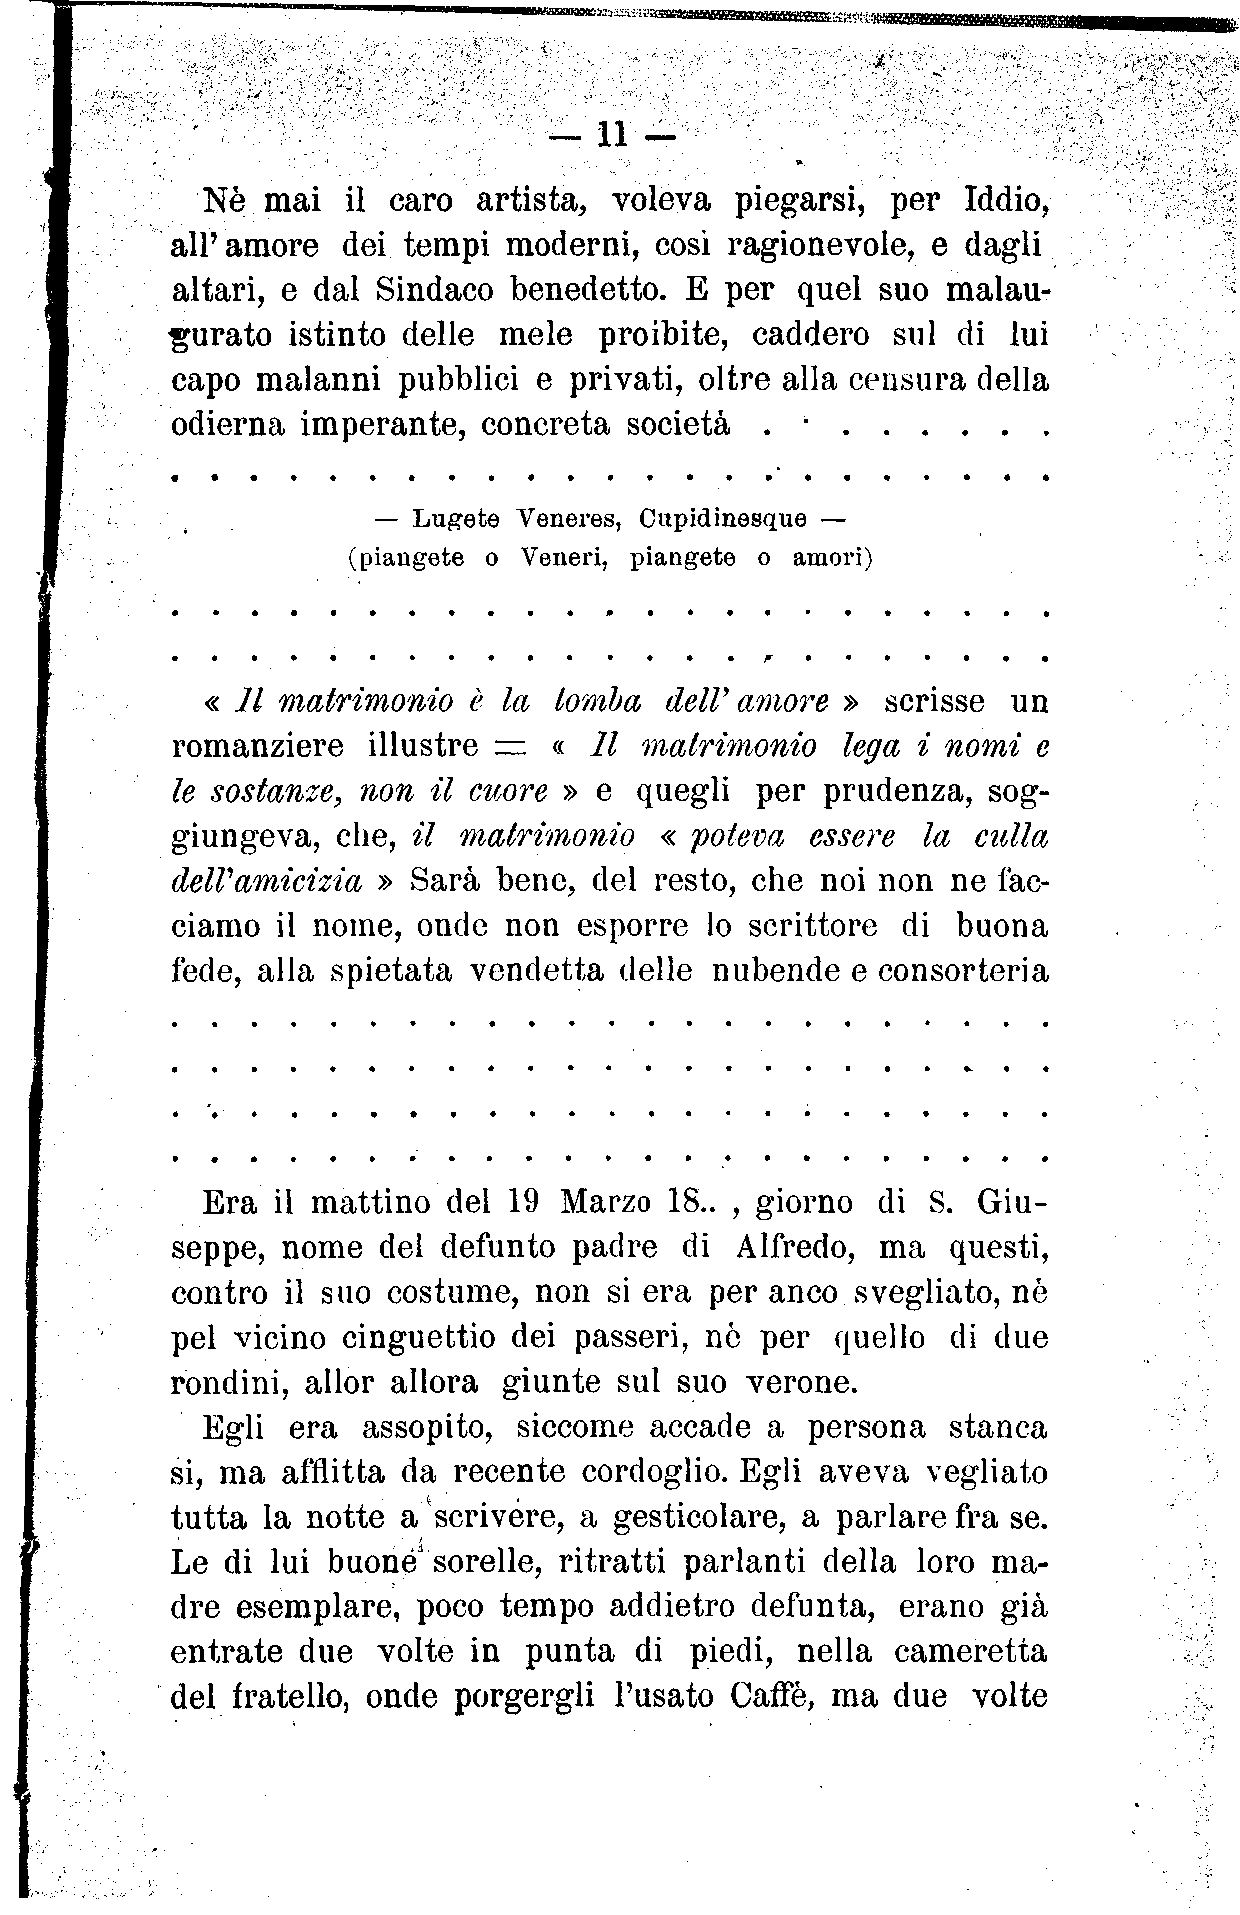 — 11 —
Nè mai il caro artista, voleva piegarsi, per Iddio,
all' amore dei tempi moderni, così ragionevole, e dagli
altari, e dal Sindaco benedetto. E per quel suo malau-
gurato istinto delle mele proibite, caddero sul di lui
capo malanni pubblici e privati, oltre alla censura della
odierna imperante, concreta società . . . . . . . .
. . . . . . . . . . . . . . . . . . . . . . .
— Lugete Veneres, Cupidinesque —
(piangete o Veneri, piangete o amori)
. . . . . . . . . . . . . . . . . . . . . . .
. . . . . . . . . . . . . . . . . . . . . . .
« Il matrimonio è la tomba dell' amore » scrisse un
romanziere illustre = « Il matrimonio lega i nomi e
le sostanze, non il cuore » e quegli per prudenza, sog-
giungeva, che, il matrimonio « poteva essere la culla
dell'amicizia » Sarà bene, del resto, che noi non ne fac-
ciamo il nome, onde non esporre lo scrittore di buona
fede, alla spietata vendetta delle nubende e consorteria
. . . . . . . . . . . . . . . . . . . . . . .
. . . . . . . . . . . . . . . . . . . . . . .
. . . . . . . . . . . . . . . . . . . . . . .
. . . . . . . . . . . . . . . . . . . . . . .
Era il mattino del 19 Marzo 18.. , giorno di S. Giu-
seppe, nome del defunto padre di Alfredo, ma questi,
contro il suo costume, non si era per anco svegliato, nè
pel vicino cinguettio dei passeri, nè per quello di due
rondini, allor allora giunte sul suo verone.
Egli era assopito, siccome accade a persona stanca
si, ma afflitta da recente cordoglio. Egli aveva vegliato
tutta la notte a scrivere, a gesticolare, a parlare fra se.
Le di lui buone sorelle, ritratti parlanti della loro ma-
dre esemplare, poco tempo addietro defunta, erano già
entrate due volte in punta di piedi, nella cameretta
del fratello, onde porgergli l'usato Caffè, ma due volte